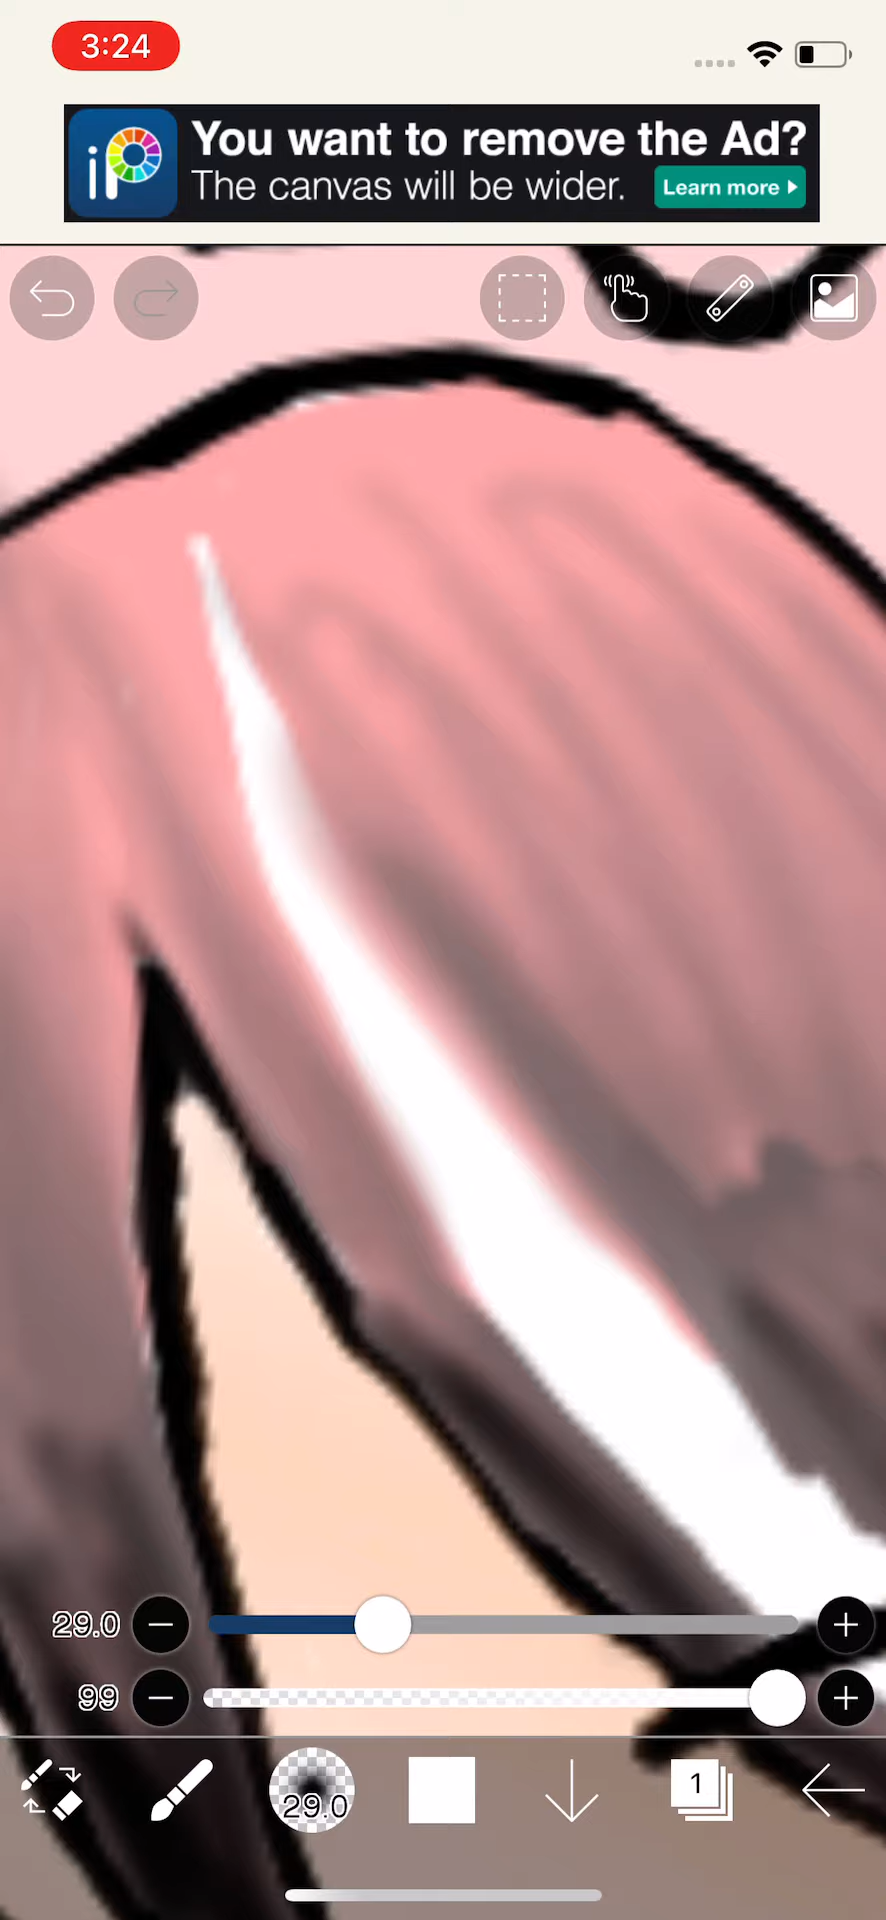 3:24
iP
You want to remove the Ad?
The canvas will be wider.
Learn more
29.0
99
29.0
1